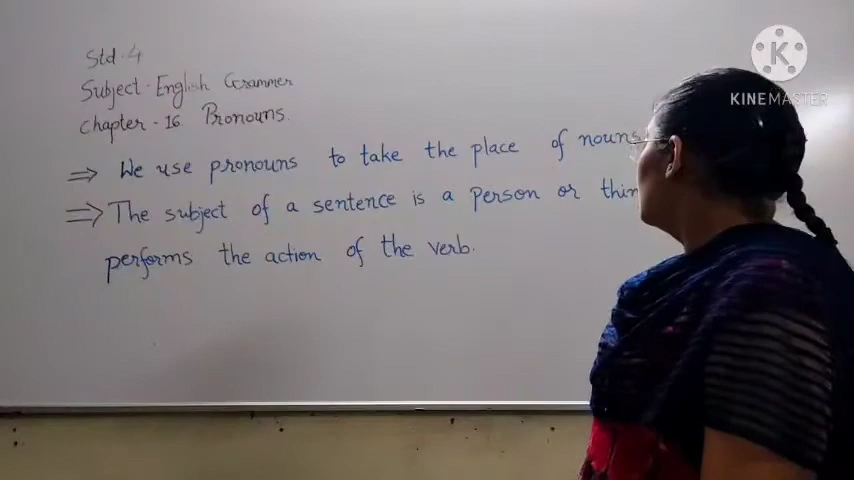 Std. 4
Subject - English Grammer
Chapter - 16. Pronouns.
⇒ We use pronouns to take the place of nouns
⇒ The subject of a sentence is a person or thin
performs the action of the verb.
K
KINEMASTER